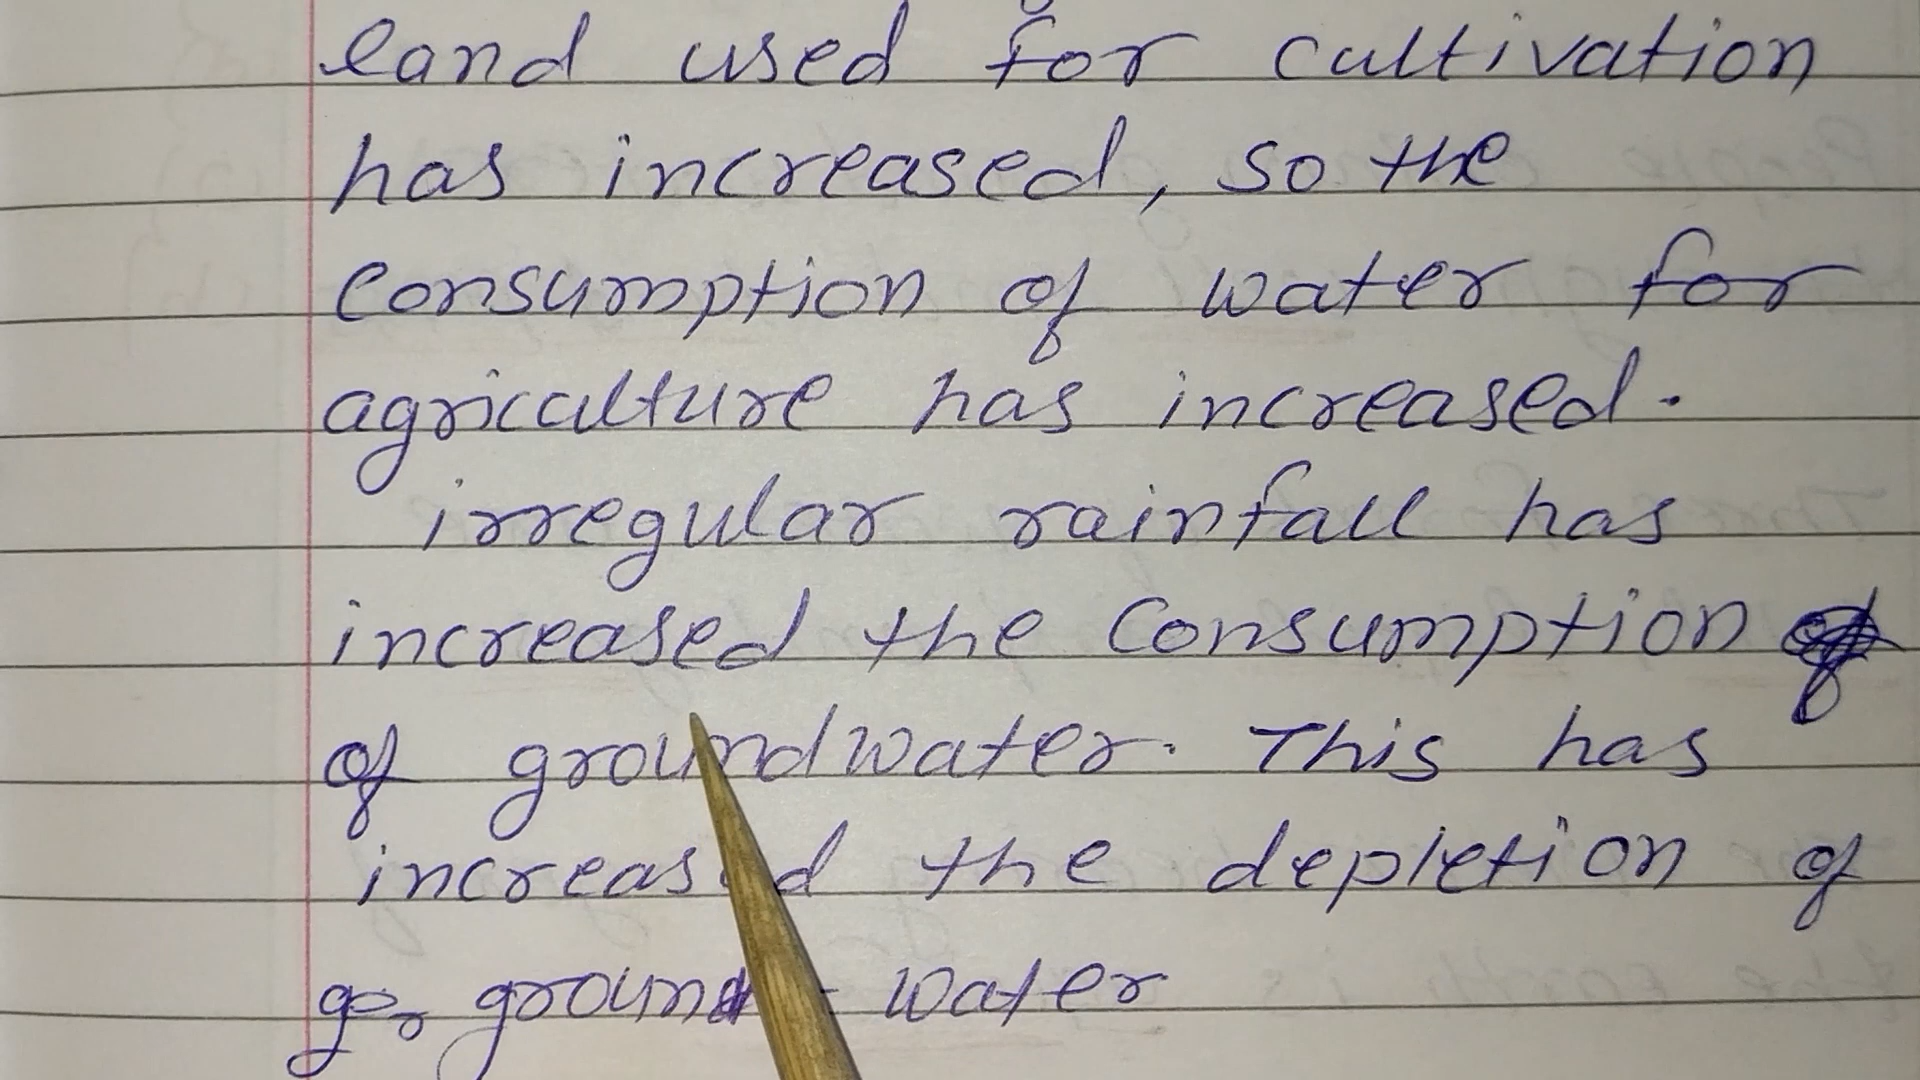 land used for cultivation
has increased, so the
consumption of water for
agriculture has increased.
irregular rainfall has
increased the consumption
of groundwater. This has
increased the depletion of
ground - water